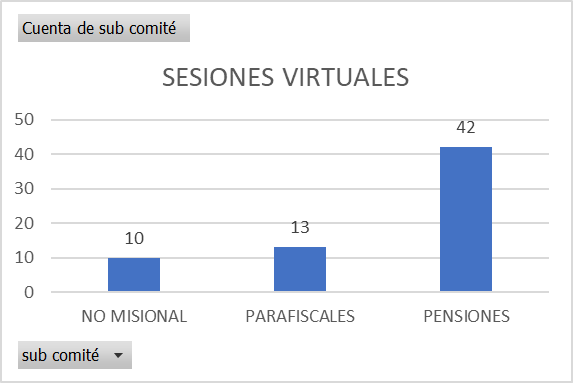 Cuenta de sub comité
SESIONES VIRTUALES
50
40
30
20
10
0
10
13
42
NO MISIONAL
PARAFISCALES
PENSIONES
sub comité